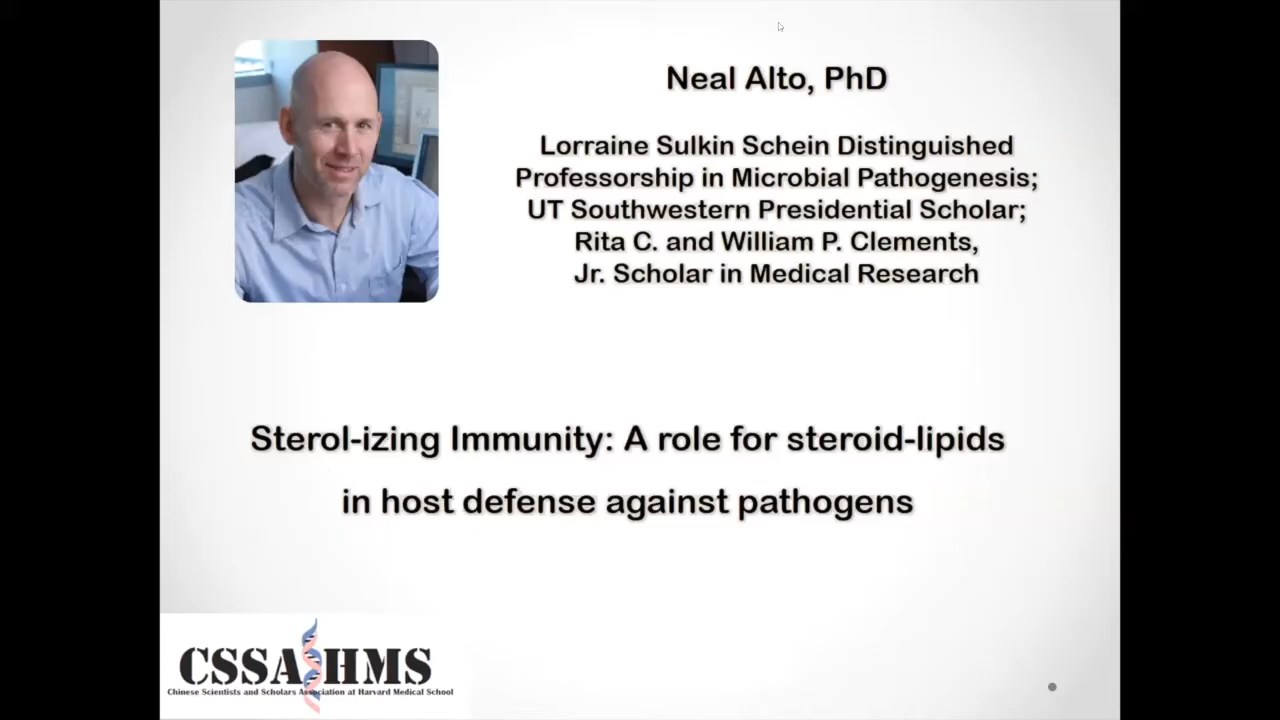 Neal Alto, PhD
Lorraine Sulkin Schein Distinguished
Professorship in Microbial Pathogenesis;
UT Southwestern Presidential Scholar;
Rita C. and William P. Clements,
Jr. Scholar in Medical Research
Sterol-izing Immunity: A role for steroid-lipids
in host defense against pathogens
CSSA HMS
Chinese Scientists and Scholars Association at Harvard Medical School